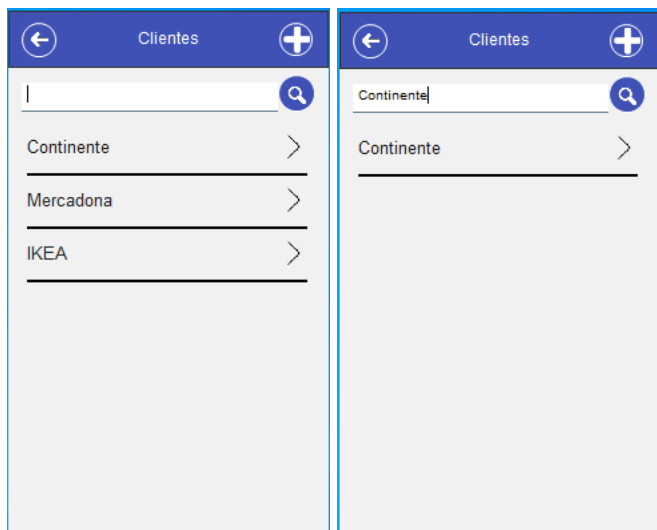 Clientes
Continente
Mercadona
IKEA
Clientes
Continente
Continente